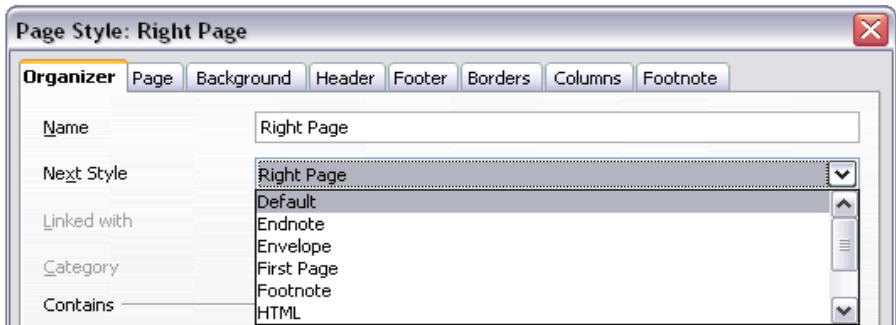 Page Style: Right Page
Organizer Page Background Header Footer Borders Columns Footnote
Name Right Page
Next Style Right Page
Default
Linked with Endnote
Envelope
Category First Page
Footnote
Contains HTML